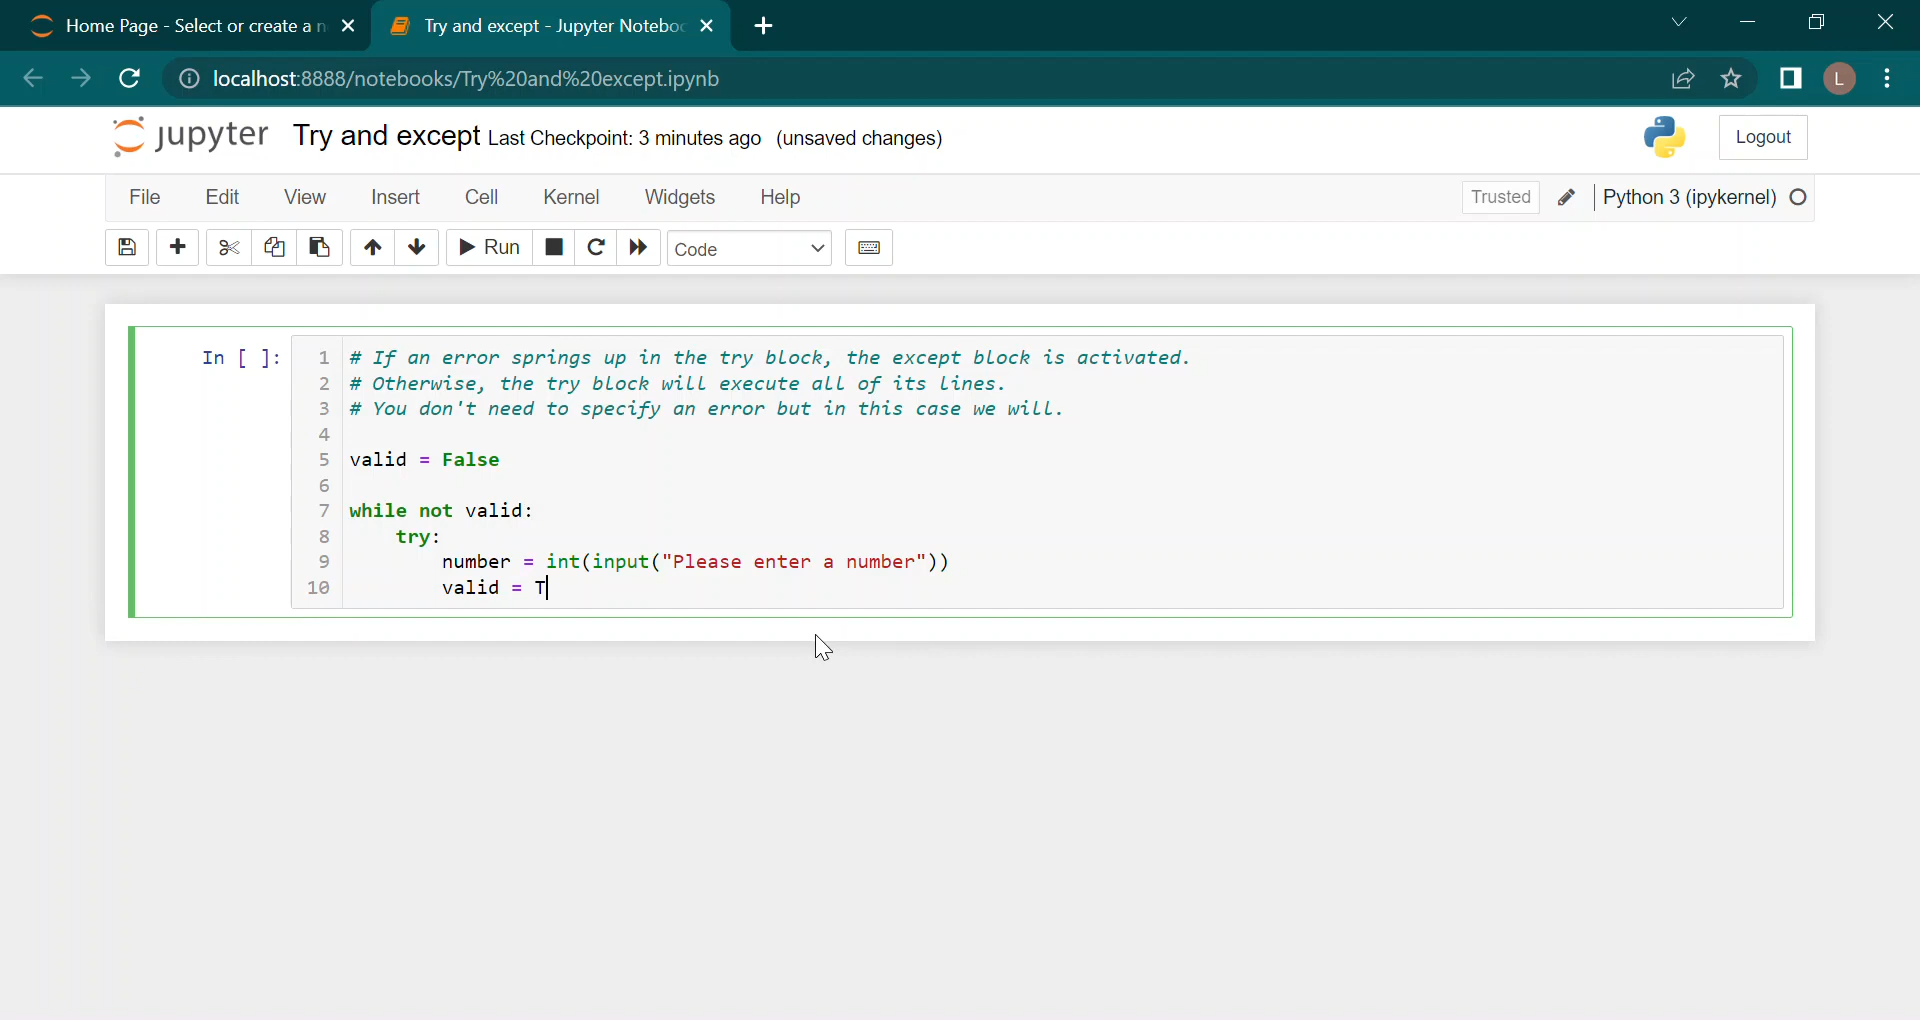 Home Page - Select or create a n
Try and except - Jupyter Noteboo
localhost:8888/notebooks/Try%20and%20except.ipynb
L
jupyter Try and except Last Checkpoint: 3 minutes ago (unsaved changes)
Logout
File Edit View Insert Cell Kernel Widgets Help
Trusted Python 3 (ipykernel)
Run Code
In [ ]:
1 # If an error springs up in the try block, the except block is activated.
2 # Otherwise, the try block will execute all of its lines.
3 # You don't need to specify an error but in this case we will.
4
5 valid = False
6
7 while not valid:
8     try:
9         number = int(input("Please enter a number"))
10         valid = T